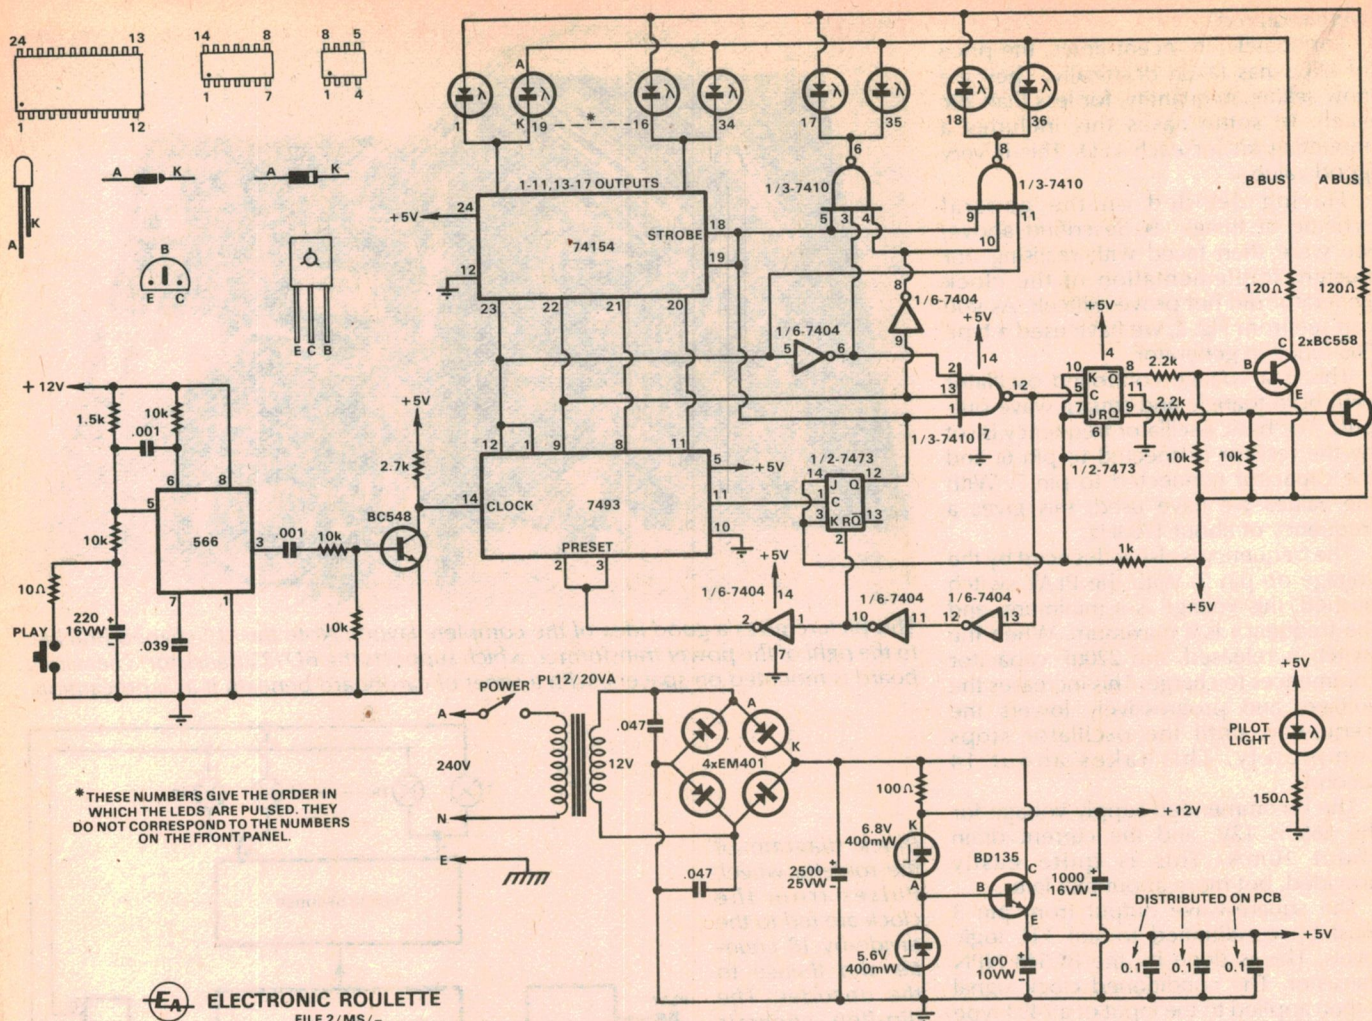 24 13
14 8
8 5
1 12
1 7
1 4
A K
A K
K
A
B
E C
E C B
A
K
λ λ λ λ λ λ λ λ
1 19 * 16 34 17 35 18 36
6
8
1/3-7410
1/3-7410
5 3 4
9 11
10
B BUS A BUS
120Ω 120Ω
1-11,13-17 OUTPUTS
+5V
24
74154
STROBE
18
19
12
23 22 21 20
8
1/6-7404
9
1/6-7404
5 6
+5V
14
2
13
1
12
7
1/3-7410
+5V
4
10 K Q 8
5 C 11
7 J R Q 9
6
1/2-7473
2.2k
2.2k
10k 10k
C
B
E
2xBC558
+12V
1.5k
10k
.001
6 8
5
566
3
7 1
10k
10Ω
PLAY
220
16VW
+
.039
.001
10k
10k
BC548
2.7k
+5V
12 1 9 8 11
14 CLOCK
7493
PRESET
2 3
5
+5V
11
10
1/2-7473
14 J Q 12
1 C
3 K R Q 13
2
1k
+5V
+5V
14
1/6-7404
2 1
7
1/6-7404
10 11
1/6-7404
12 13
POWER PL12/20VA
A
240V
N
E
12V
.047
.047
A
K
4xEM401
2500
25VW
+
100Ω
6.8V
400mW
K
A
5.6V
400mW
BD135
B
C
E
+12V
1000
16VW
+
100
10VW
DISTRIBUTED ON PCB
0.1 0.1 0.1
+5V
+5V
PILOT
LIGHT
λ
150Ω
* THESE NUMBERS GIVE THE ORDER IN
WHICH THE LEDS ARE PULSED. THEY
DO NOT CORRESPOND TO THE NUMBERS
ON THE FRONT PANEL.
EA ELECTRONIC ROULETTE
FILE 2/MS/–